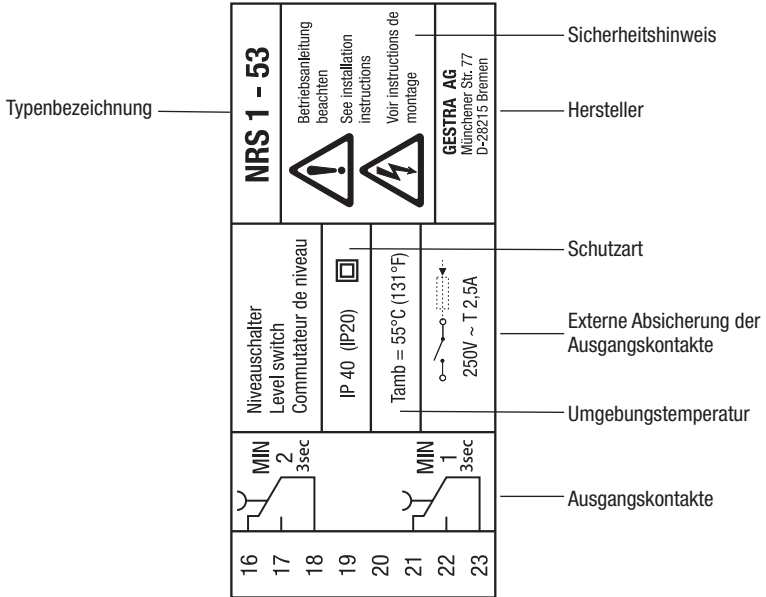 Typenbezeichnung
NRS 1 - 53
Betriebsanleitung
beachten
See installation
instructions
Voir instructions de
montage
GESTRA AG
Münchener Str. 77
D-28215 Bremen
Niveauschalter
Level switch
Commutateur de niveau
IP 40 (IP20)
Tamb = 55°C (131°F)
250V ~ T 2,5A
MIN
2
3sec
MIN
1
3sec
16
17
18
19
20
21
22
23
Sicherheitshinweis
Hersteller
Schutzart
Externe Absicherung der
Ausgangskontakte
Umgebungstemperatur
Ausgangskontakte